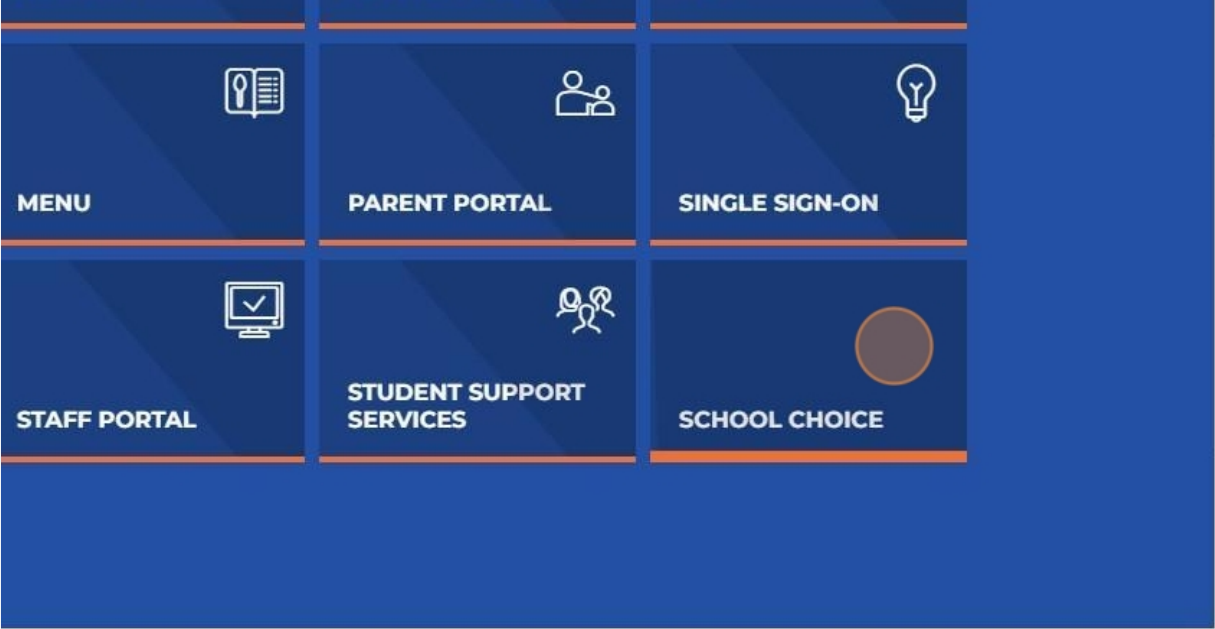 MENU
PARENT PORTAL
SINGLE SIGN-ON
STAFF PORTAL
STUDENT SUPPORT
SERVICES
SCHOOL CHOICE